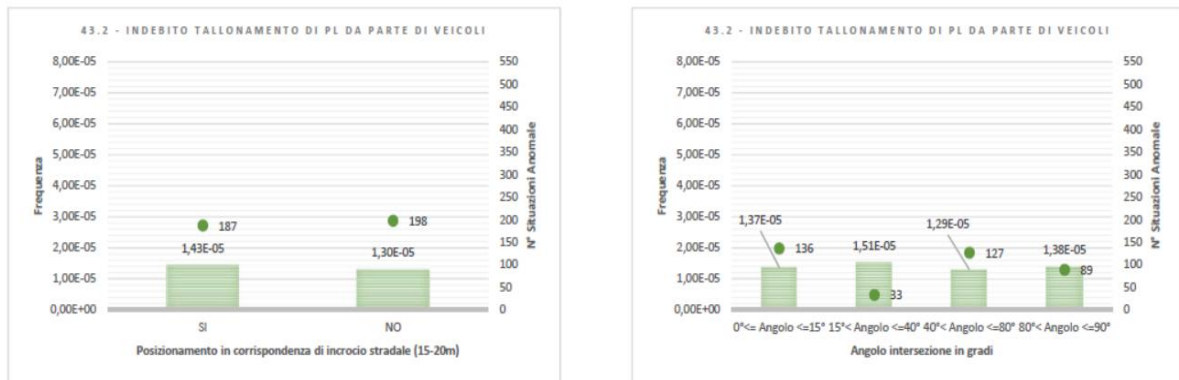 43.2 - INDEBITO TALLONAMENTO DI PL DA PARTE DI VEICOLI
8,00E-05
7,00E-05
6,00E-05
5,00E-05
4,00E-05
3,00E-05
2,00E-05
1,00E-05
0,00E+00
Frequenza
550
500
450
400
350
300
250
200
150
100
50
0
N° Situazioni Anomale
187
198
1,43E-05
1,30E-05
SI
NO
Posizionamento in corrispondenza di incrocio stradale (15-20m)
43.2 - INDEBITO TALLONAMENTO DI PL DA PARTE DI VEICOLI
8,00E-05
7,00E-05
6,00E-05
5,00E-05
4,00E-05
3,00E-05
2,00E-05
1,00E-05
0,00E+00
Frequenza
550
500
450
400
350
300
250
200
150
100
50
0
N° Situazioni Anomale
1,37E-05
136
1,51E-05
33
1,29E-05
127
1,38E-05
89
0°<= Angolo <=15°
15°< Angolo <=40°
40°< Angolo <=80°
80°< Angolo <=90°
Angolo intersezione in gradi